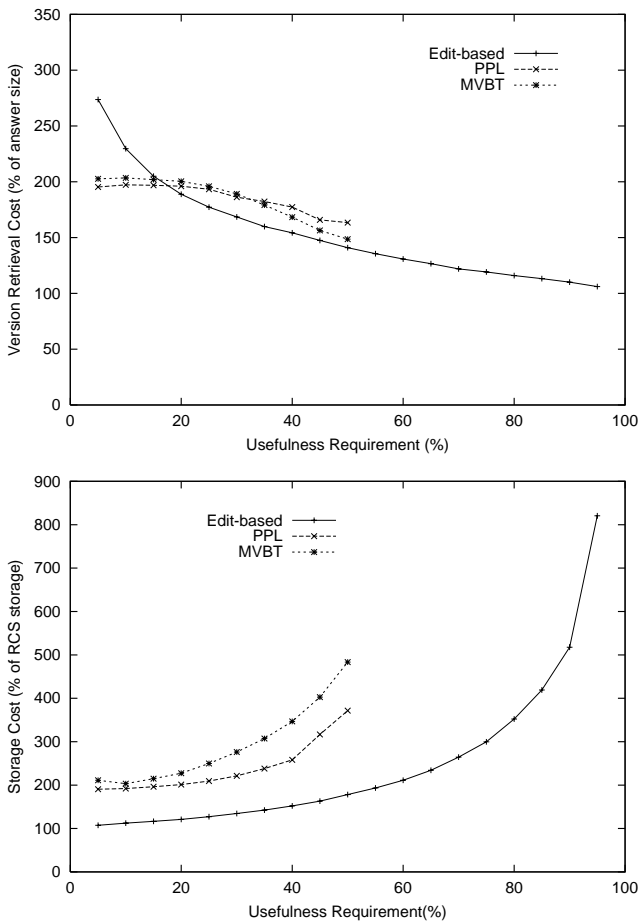 350
300
250
200
150
100
50
0
0 20 40 60 80 100
Version Retrieval Cost (% of answer size)
Usefulness Requirement (%)
Edit-based
PPL
MVBT
900
800
700
600
500
400
300
200
100
0
0 20 40 60 80 100
Storage Cost (% of RCS storage)
Usefulness Requirement(%)
Edit-based
PPL
MVBT